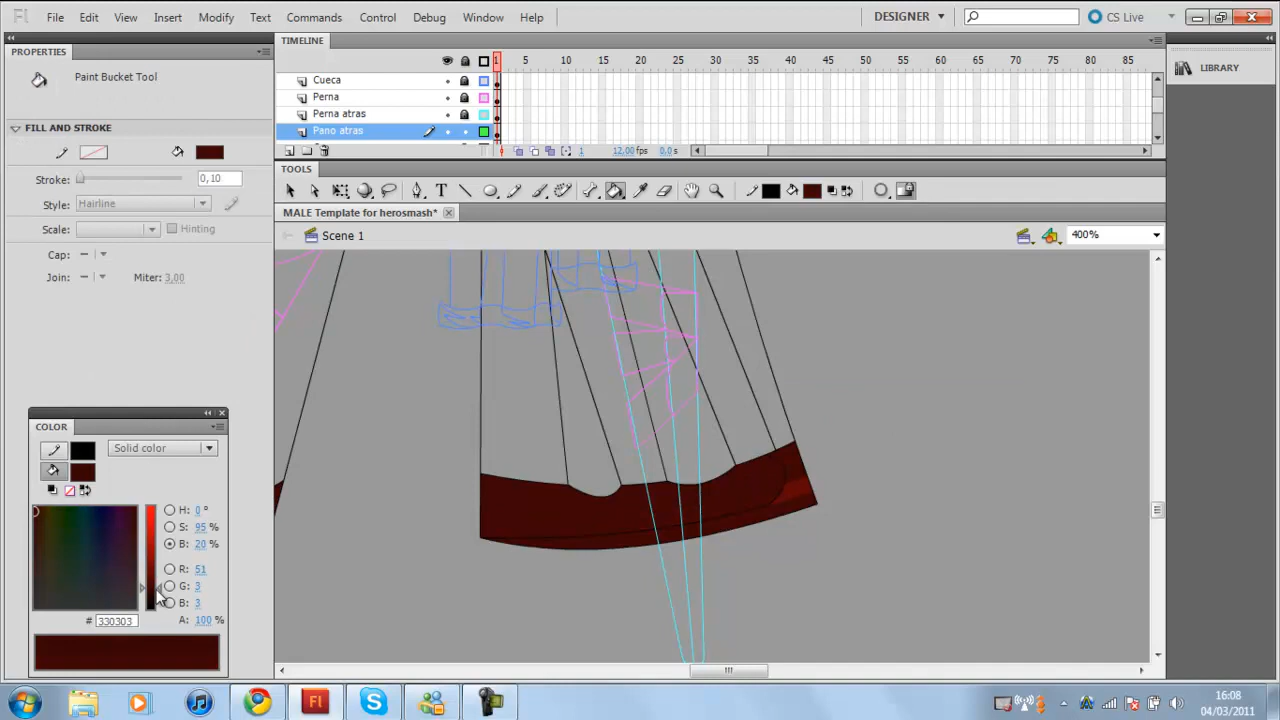 Fl File Edit View Insert Modify Text Commands Control Debug Window Help DESIGNER CS Live
PROPERTIES
Paint Bucket Tool
FILL AND STROKE
Stroke: 0,10
Style: Hairline
Scale: Hinting
Cap:
Join: Miter: 3,00
TIMELINE
1 5 10 15 20 25 30 35 40 45 50 55 60 65 70 75 80 85
Cueca
Perna
Perna atras
Pano atras
1 12.00 fps 0.0 s
TOOLS
MALE Template for herosmash*
Scene 1 400%
LIBRARY
COLOR
Solid color
H: 0 °
S: 95 %
B: 20 %
R: 51
G: 3
B: 3
# 330303 A: 100 %
Fl
16:08
04/03/2011